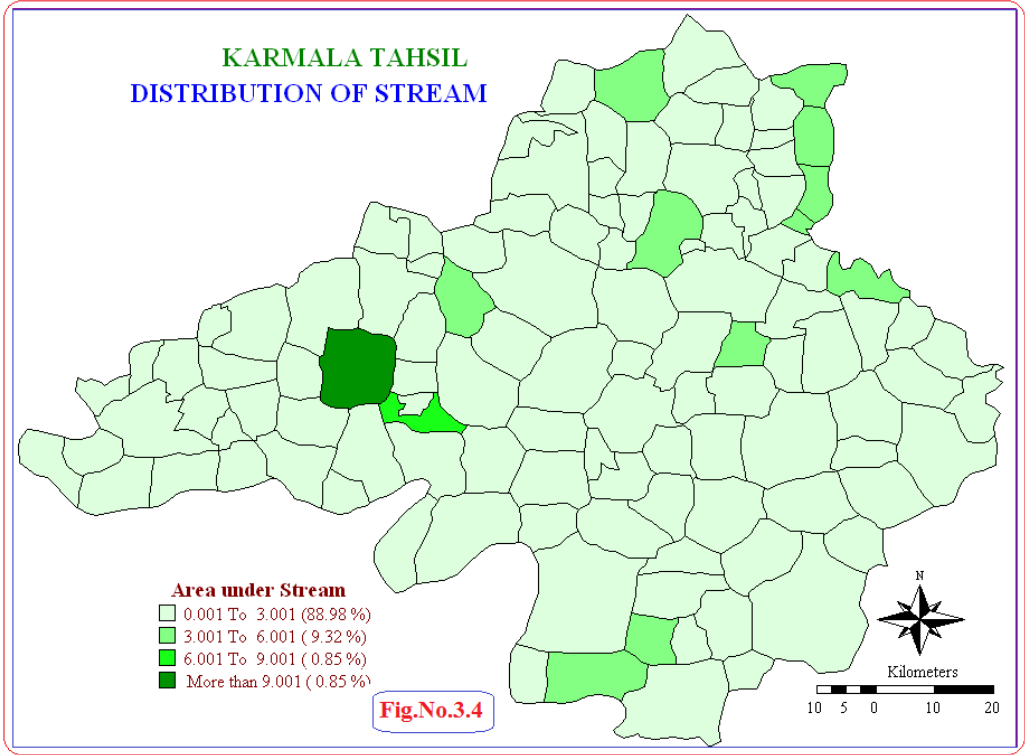 KARMALA TAHSIL
DISTRIBUTION OF STREAM
Area under Stream
0.001 To 3.001 (88.98 %)
3.001 To 6.001 ( 9.32 %)
6.001 To 9.001 ( 0.85 %)
More than 9.001 ( 0.85 %)
Fig.No.3.4
N
Kilometers
10 5 0 10 20